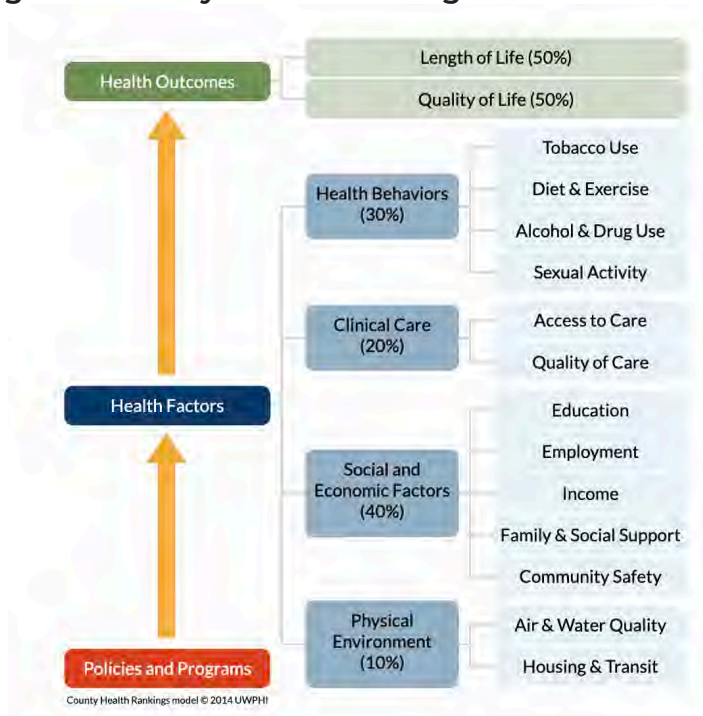 Health Outcomes
Length of Life (50%)
Quality of Life (50%)
Health Behaviors
(30%)
Tobacco Use
Diet & Exercise
Alcohol & Drug Use
Sexual Activity
Clinical Care
(20%)
Access to Care
Quality of Care
Health Factors
Social and
Economic Factors
(40%)
Education
Employment
Income
Family & Social Support
Community Safety
Physical
Environment
(10%)
Air & Water Quality
Housing & Transit
Policies and Programs
County Health Rankings model © 2014 UWPHI